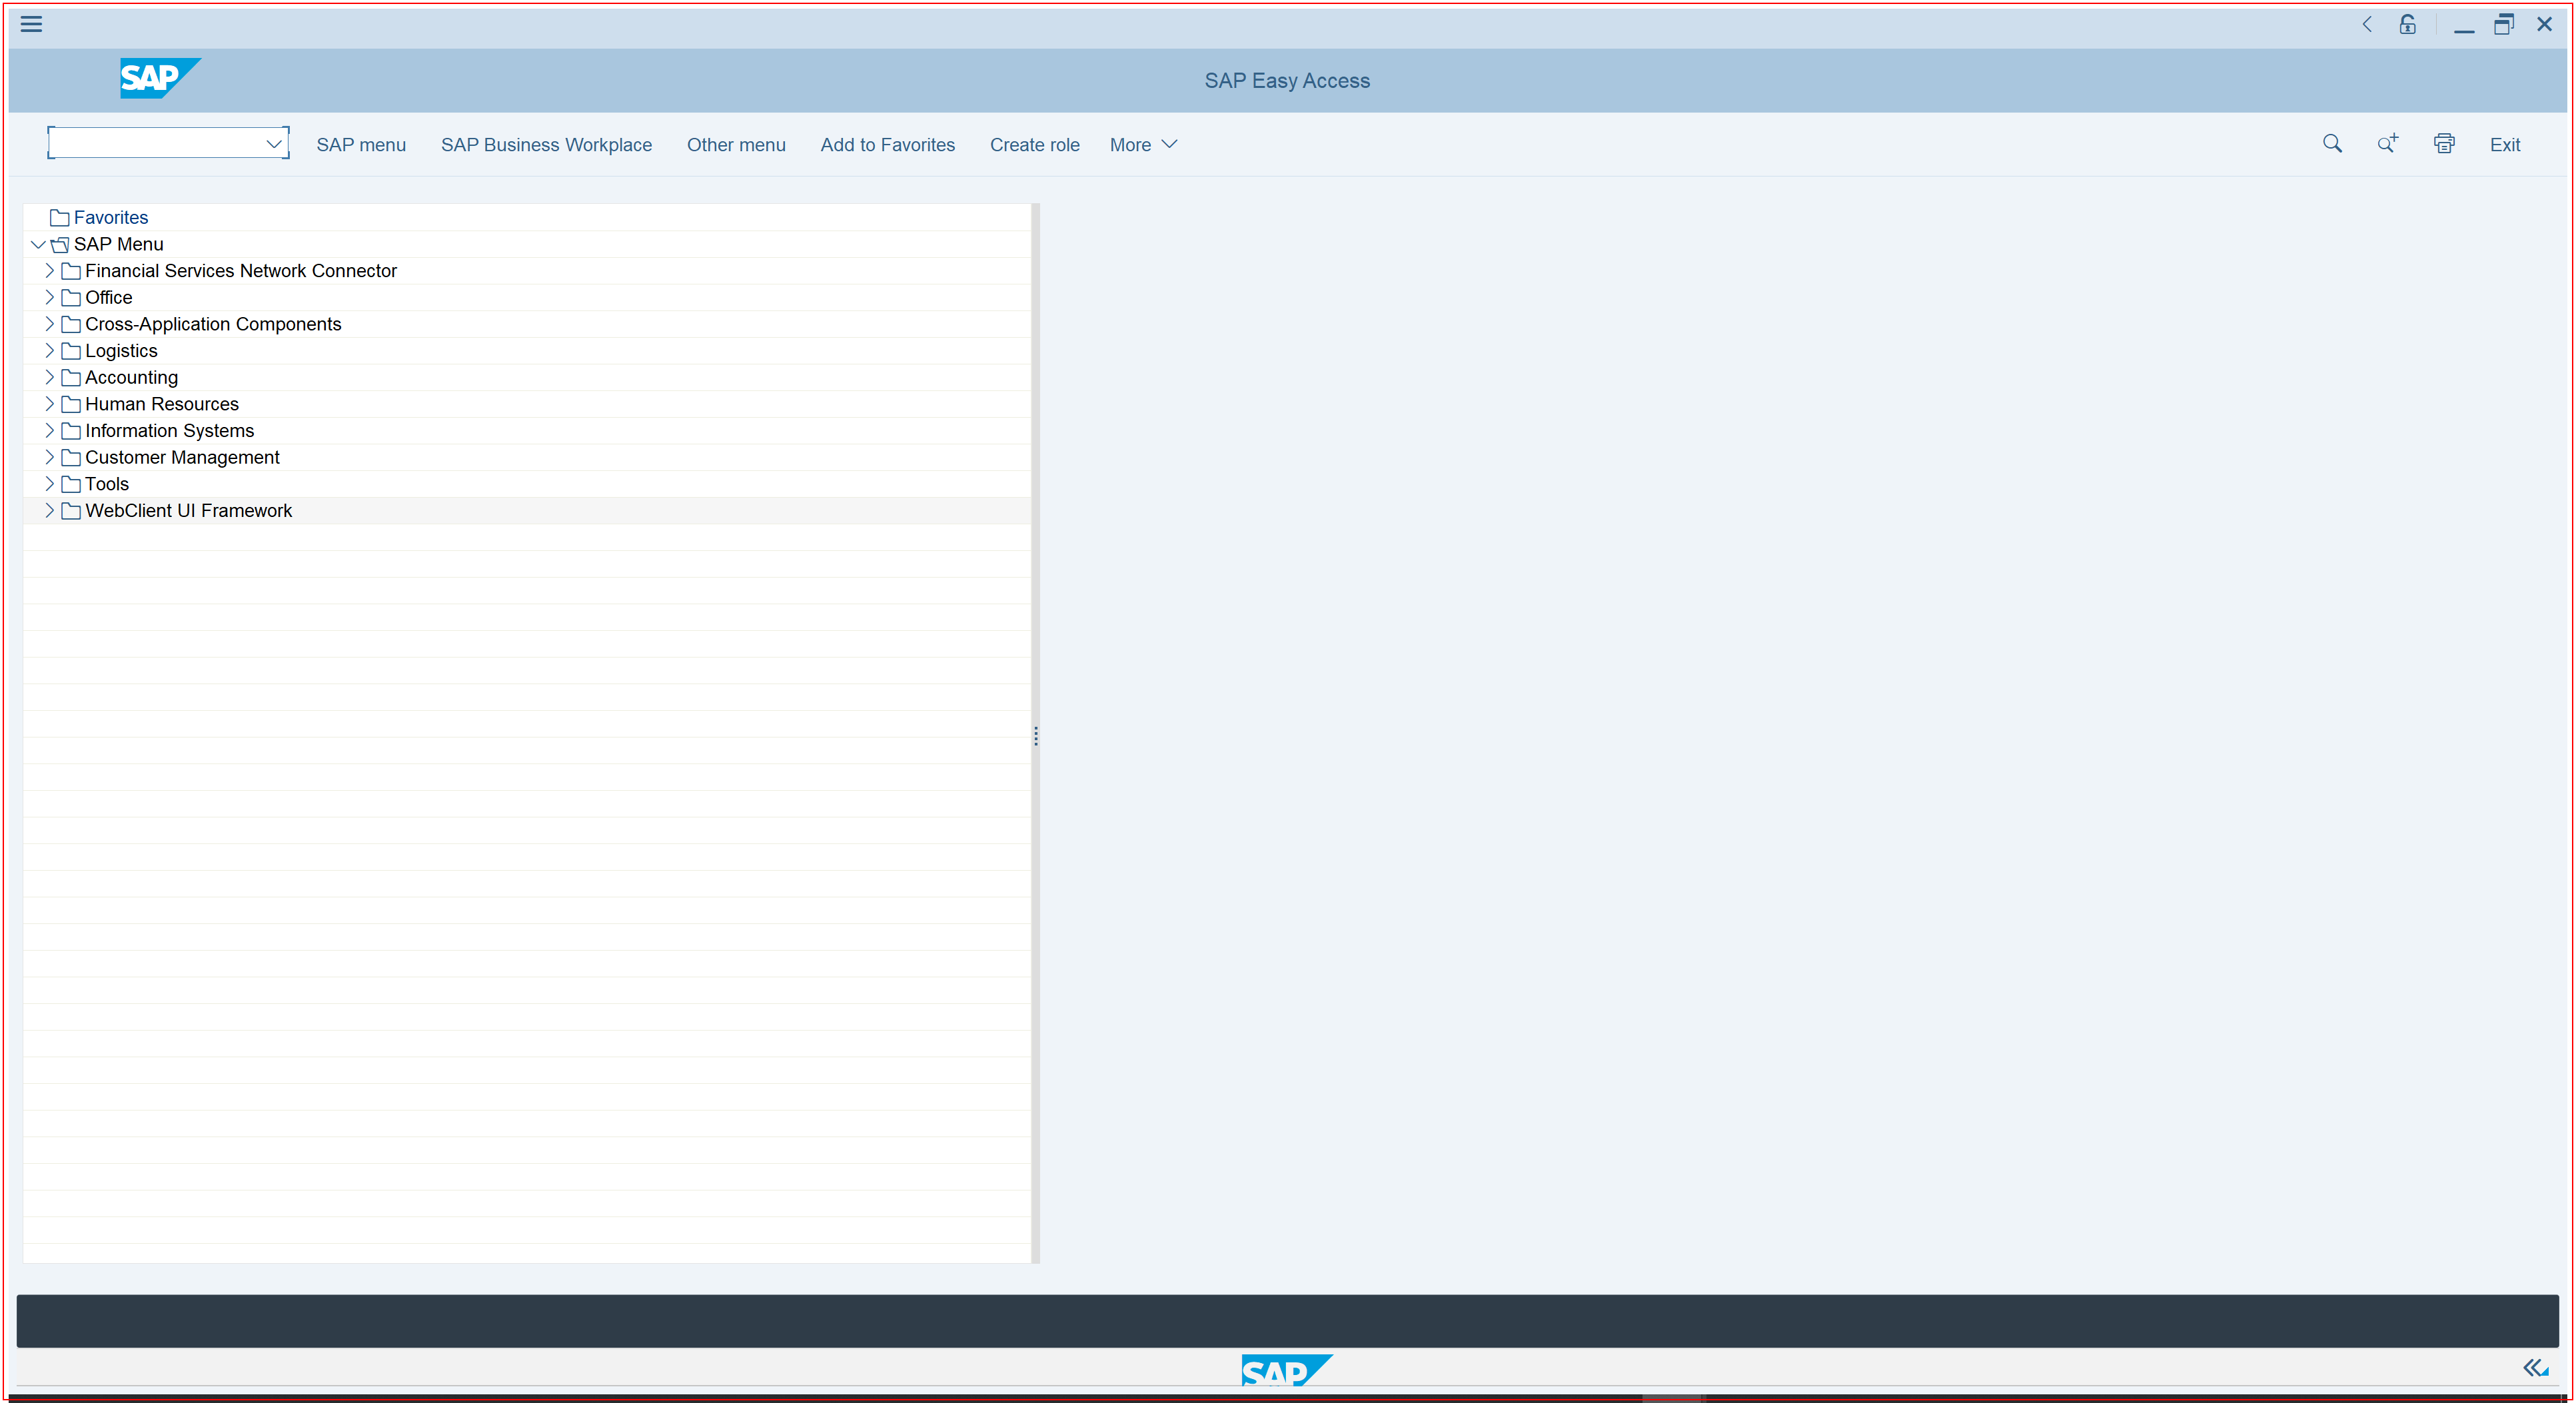 SAP
SAP Easy Access
SAP menu SAP Business Workplace Other menu Add to Favorites Create role More Exit
Favorites
SAP Menu
Financial Services Network Connector
Office
Cross-Application Components
Logistics
Accounting
Human Resources
Information Systems
Customer Management
Tools
WebClient UI Framework
SAP